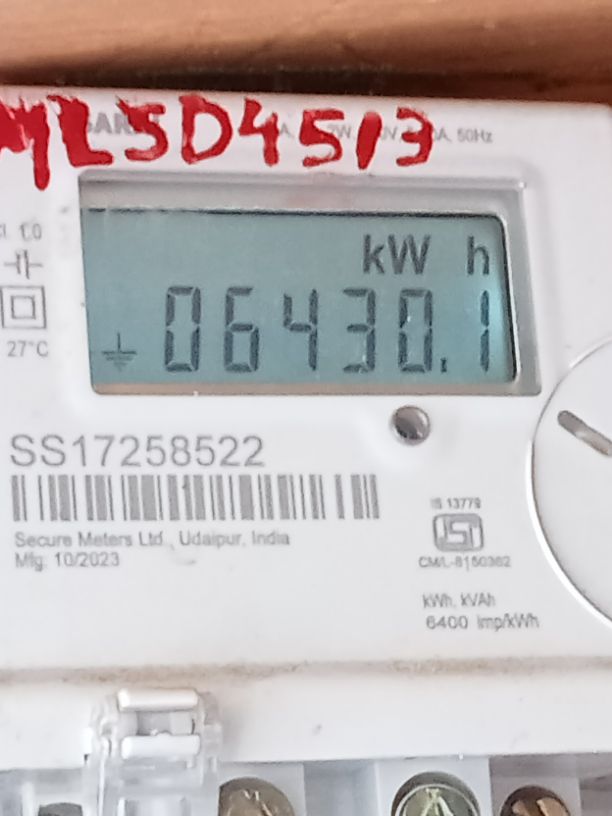 YLSD4513
50Hz
kW h
06430.1
27°C
SS17258522
Secure Meters Ltd., Udaipur, India
Mfg: 10/2023
IS 13779
CM/L-8150362
kWh, kVAh
6400 imp/kWh